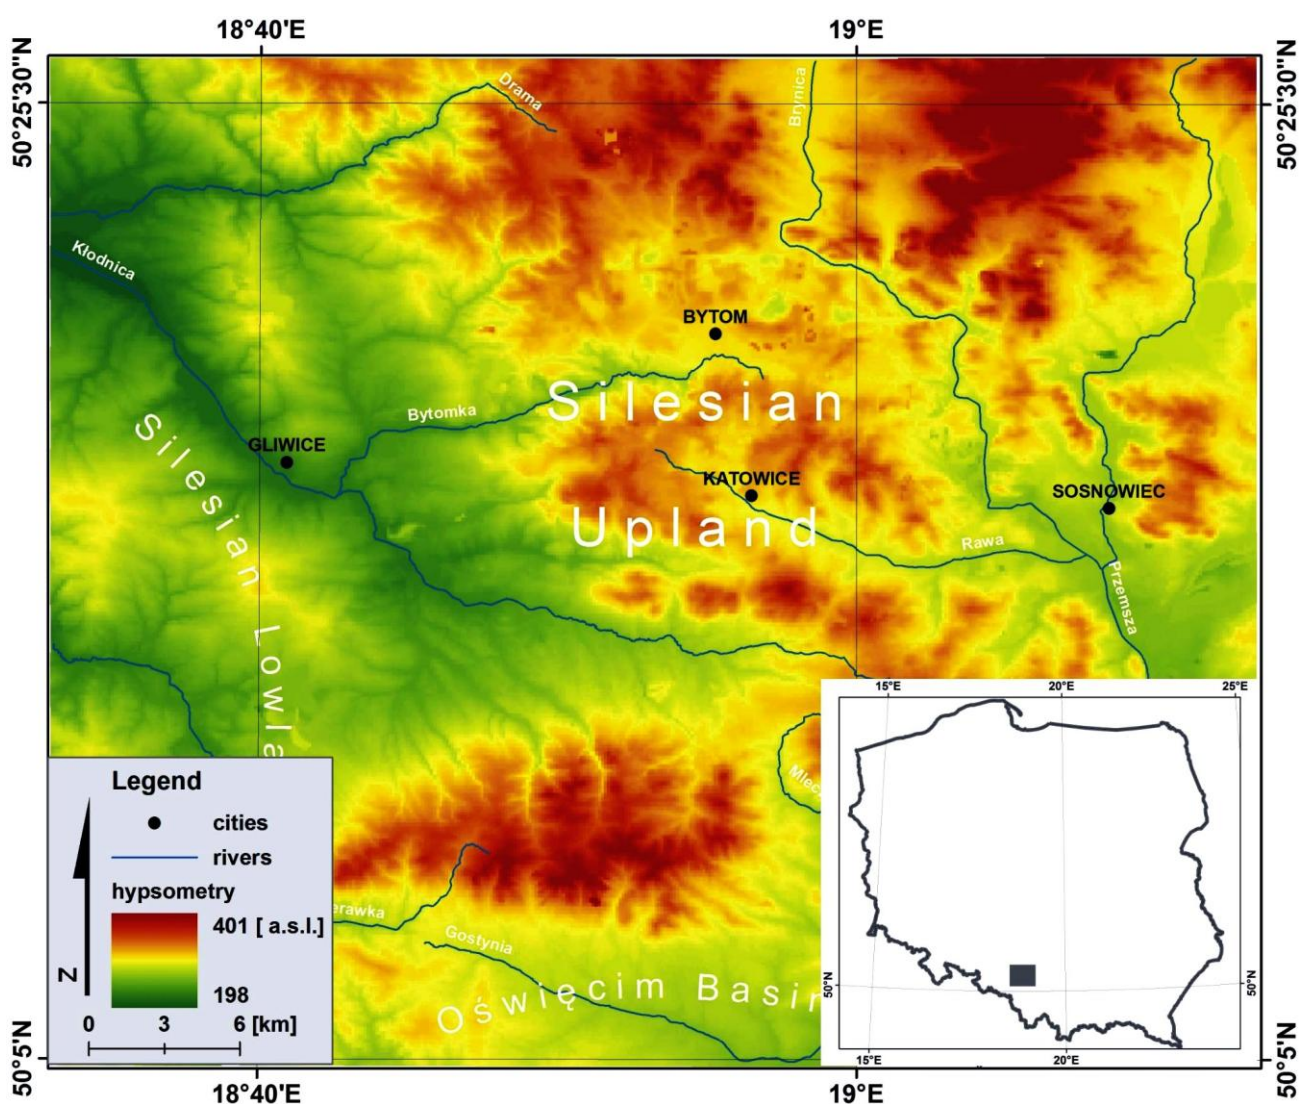 18°40'E
19°E
50°25'30"N
50°25'30"N
Drama
Brynica
Kłodnica
BYTOM
Silesian
Bytomka
GLIWICE
KATOWICE
SOSNOWIEC
Upland
Rawa
Przemsza
Silesian Lowla
Mlec
erawka
Gostynia
Oświęcim Basin
Legend
cities
rivers
hypsometry
401 [ a.s.l.]
198
N
0 3 6 [km]
15°E 20°E 25°E
50°N
50°N
15°E 20°E
50°5'N
50°5'N
18°40'E
19°E